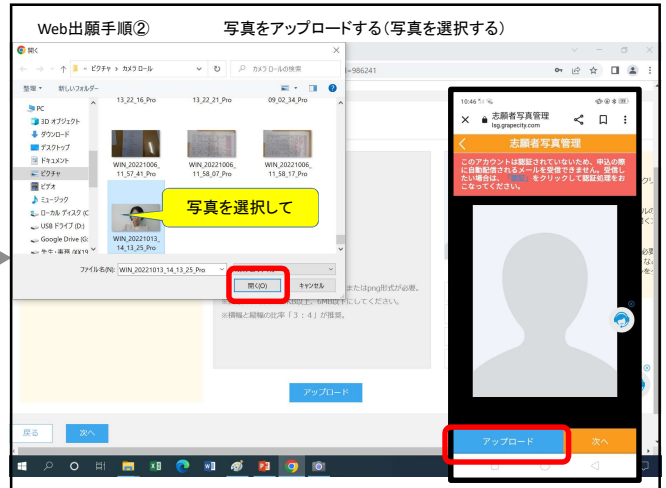 Web出願手順② 写真をアップロードする(写真を選択する)
開く
ピクチャ › カメラ ロール
カメラ ロールの検索
=986241
整理 新しいフォルダー
PC
3D オブジェクト
ダウンロード
デスクトップ
ドキュメント
ピクチャ
ビデオ
ミュージック
ローカル ディスク (C
USB ドライブ (D:)
Google Drive (G:
13_22_16_Pro
13_22_21_Pro
09_02_34_Pro
WIN_20221006_
11_57_41_Pro
WIN_20221006_
11_58_07_Pro
WIN_20221006_
11_58_17_Pro
WIN_20221013_
14_13_25_Pro
写真を選択して
ファイル名(N): WIN_20221013_14_13_25_Pro
開く(O)
キャンセル
またはpng形式が必要。
KB以上、6MB以下にしてください。
※横幅と縦幅の比率「3:4」が推奨。
アップロード
戻る
次へ
10:46
志願者写真管理
lsg.grapecity.com
志願者写真管理
このアカウントは認証されていないため、申込の際
に自動配信されるメールを受信できません。受信し
たい場合は、「をクリックして認証処理をお
こなってください。
アップロード
次へ